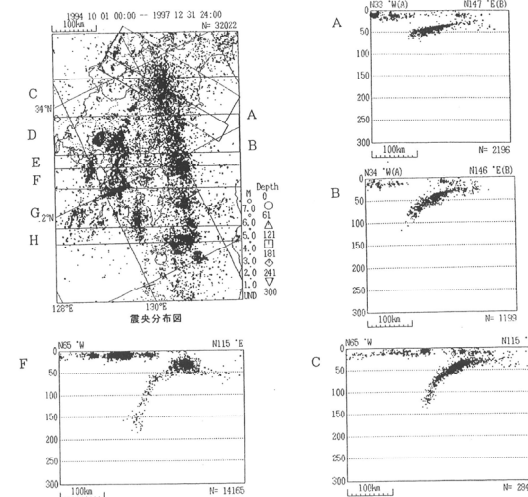 1994 10 01 00:00 -- 1997 12 31 24:00
100km
N= 32022
C
34°N
D
E
F
G
2°N
H
A
B
M
7.0
6.0
5.0
4.0
3.0
2.0
1.0
UND
Depth
0
61
121
181
241
300
128°E
130°E
震央分布図
A
N33 °W(A)
N147 °E(B)
0
50
100
150
200
250
300
100km
N= 2196
B
N34 °W(A)
N146 °E(B)
0
50
100
150
200
250
300
100km
N= 1199
F
N65 °W
N115 °E
0
50
100
150
200
250
300
100km
N= 14165
C
N65 °W
N115 °
0
50
100
150
200
250
300
100km
N= 284